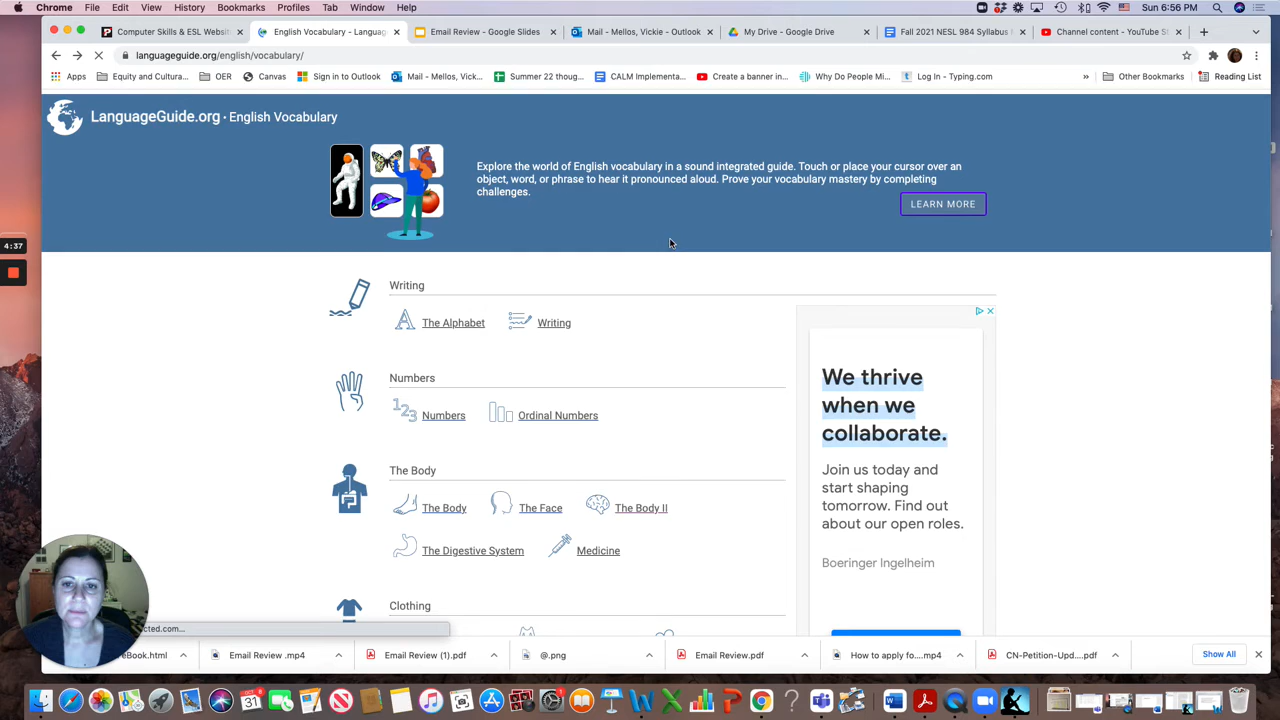 Chrome File Edit View History Bookmarks Profiles Tab Window Help Sun 6:56 PM
Computer Skills & ESL Websit English Vocabulary - Languag Email Review - Google Slides Mail - Mellos, Vickie - Outlook My Drive - Google Drive Fall 2021 NESL 984 Syllabus Channel content - YouTube St
languageguide.org/english/vocabulary/
Apps Equity and Cultura... OER Canvas Sign in to Outlook Mail - Mellos, Vick... Summer 22 thoug... CALM Implementa... Create a banner in... Why Do People Mi... Log In - Typing.com » Other Bookmarks Reading List
LanguageGuide.org • English Vocabulary
Explore the world of English vocabulary in a sound integrated guide. Touch or place your cursor over an
object, word, or phrase to hear it pronounced aloud. Prove your vocabulary mastery by completing
challenges.
LEARN MORE
4:37
Writing
The Alphabet Writing
Numbers
Numbers Ordinal Numbers
The Body
The Body The Face The Body II
The Digestive System Medicine
Clothing
We thrive
when we
collaborate.
Join us today and
start shaping
tomorrow. Find out
about our open roles.
Boeringer Ingelheim
cted.com...
eBook.html Email Review .mp4 Email Review (1).pdf @.png Email Review.pdf How to apply fo....mp4 CN-Petition-Upd....pdf Show All